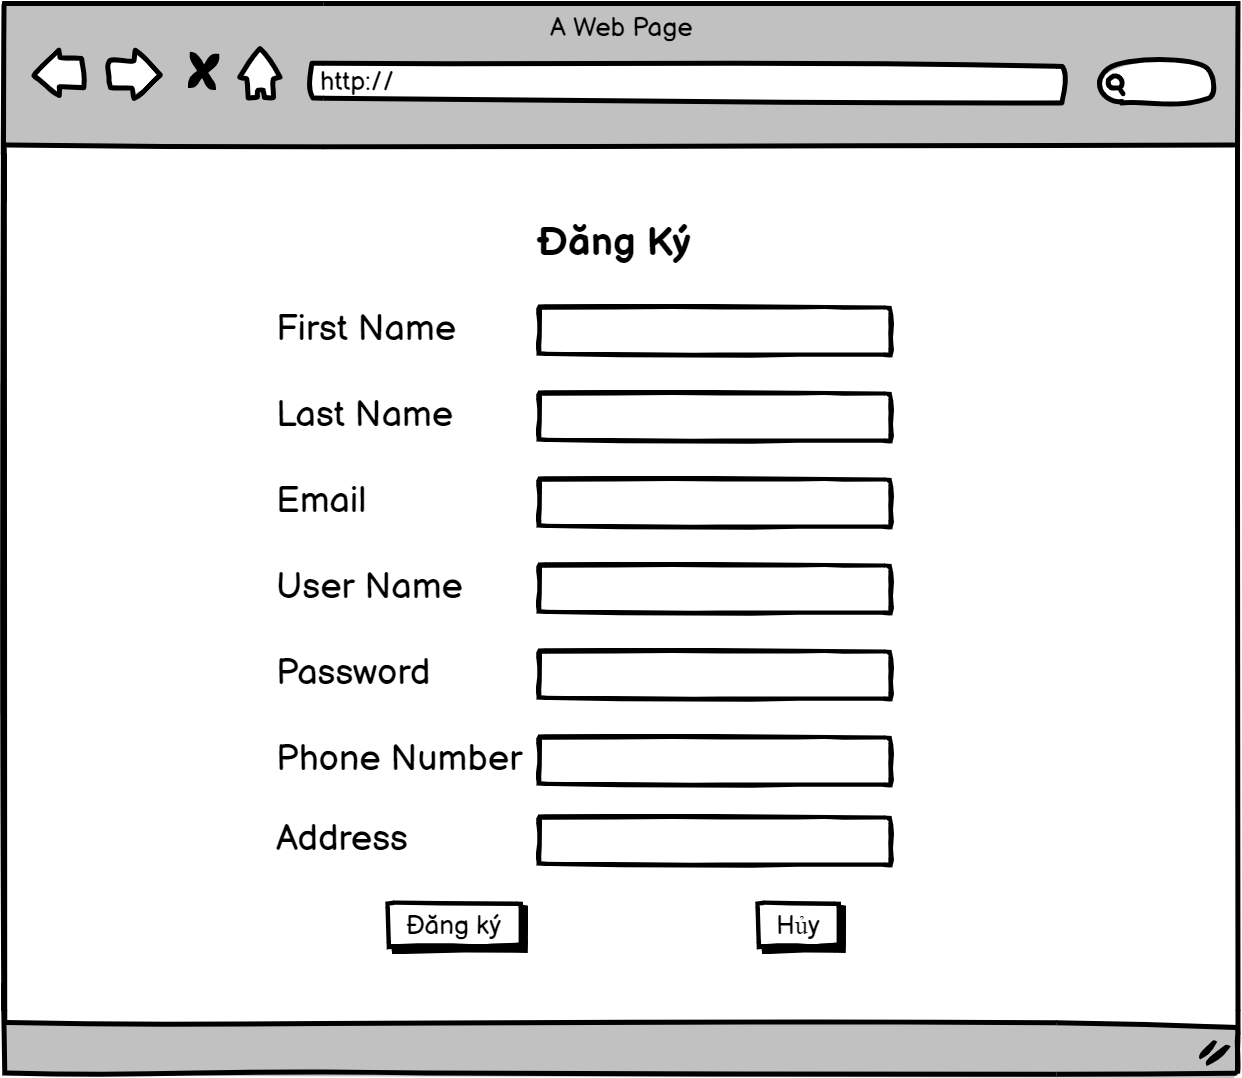 A Web Page
http://
Đăng Ký
First Name
Last Name
Email
User Name
Password
Phone Number
Address
Đăng ký
Hủy